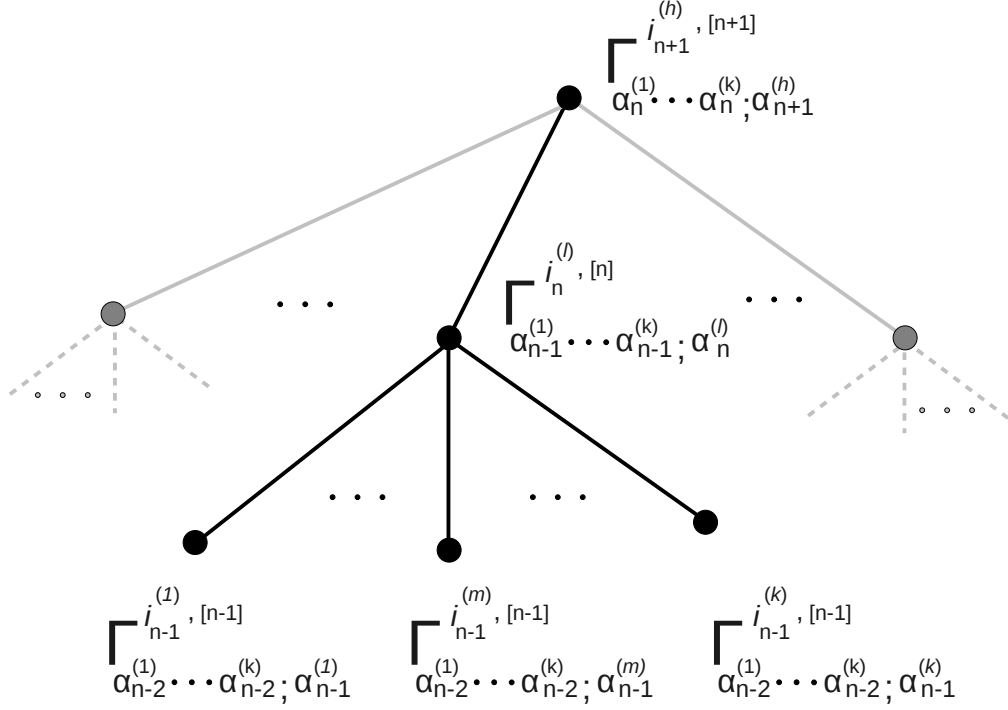 i_{n+1}^{(h)}, [n+1]
Γ α_n^{(1)} ··· α_n^{(k)}; α_{n+1}^{(h)}
i_n^{(l)}, [n]
Γ α_{n-1}^{(1)} ··· α_{n-1}^{(k)}; α_n^{(l)}
i_{n-1}^{(1)}, [n-1] i_{n-1}^{(m)}, [n-1] i_{n-1}^{(k)}, [n-1]
Γ α_{n-2}^{(1)} ··· α_{n-2}^{(k)}; α_{n-1}^{(1)} Γ α_{n-2}^{(1)} ··· α_{n-2}^{(k)}; α_{n-1}^{(m)} Γ α_{n-2}^{(1)} ··· α_{n-2}^{(k)}; α_{n-1}^{(k)}